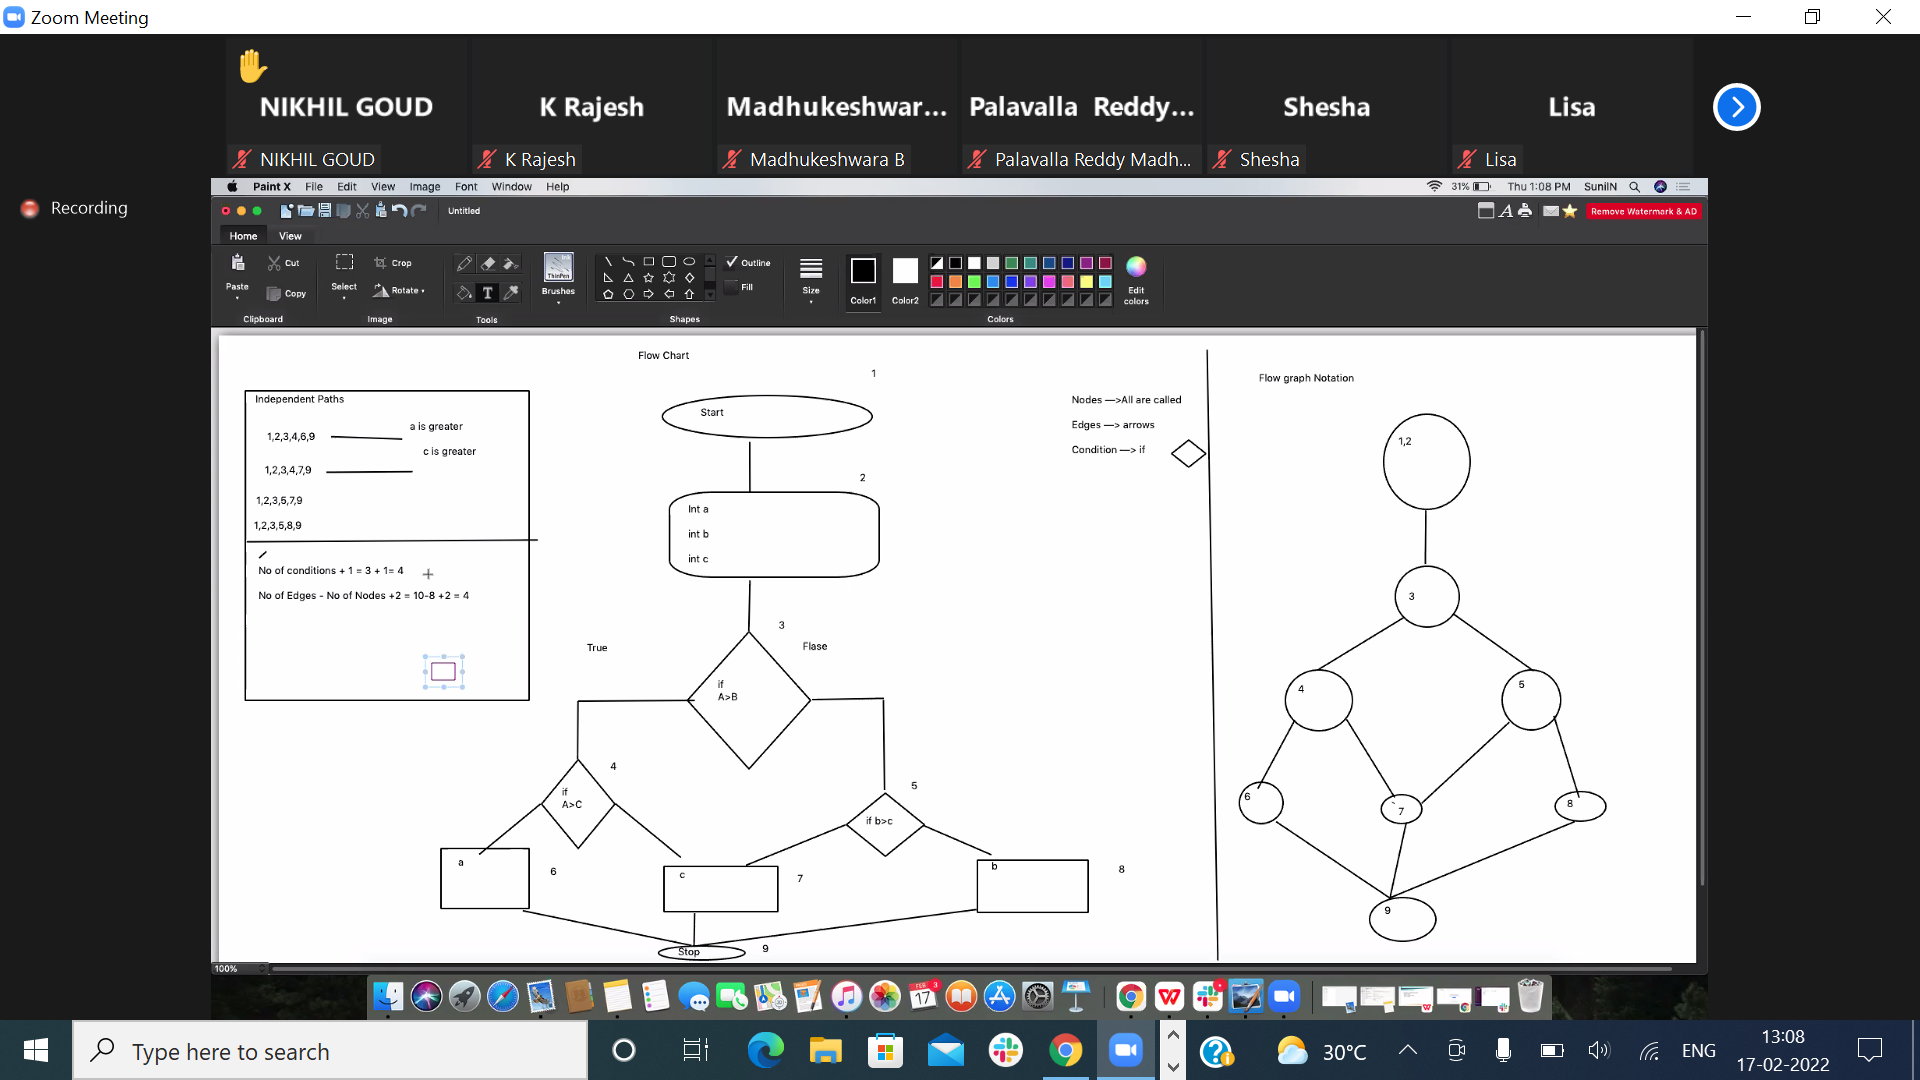 Zoom Meeting
NIKHIL GOUD
K Rajesh
Madhukeshwar...
Palavalla Reddy...
Shesha
Lisa
NIKHIL GOUD
K Rajesh
Madhukeshwara B
Palavalla Reddy Madh...
Shesha
Lisa
Recording
Paint X File Edit View Image Font Window Help
31% Thu 1:08 PM SunilN
Untitled
Remove Watermark & AD
Home View
Paste
Cut
Copy
Clipboard
Select
Crop
Rotate
Image
Tools
ThinPen
Brushes
Outline
Fill
Shapes
Size
Color1
Color2
Colors
Edit
colors
Independent Paths
1,2,3,4,6,9
a is greater
c is greater
1,2,3,4,7,9
1,2,3,5,7,9
1,2,3,5,8,9
No of conditions + 1 = 3 + 1= 4
No of Edges - No of Nodes +2 = 10-8 +2 = 4
Flow Chart
1
Start
2
Int a
int b
int c
3
True
Flase
if
A>B
4
if
A>C
5
if b>c
a
6
c
7
b
8
Stop
9
Nodes —>All are called
Edges —> arrows
Condition —> if
Flow graph Notation
1,2
3
4
5
6
7
8
9
100%
FEB
17
3
Type here to search
30°C
ENG
13:08
17-02-2022